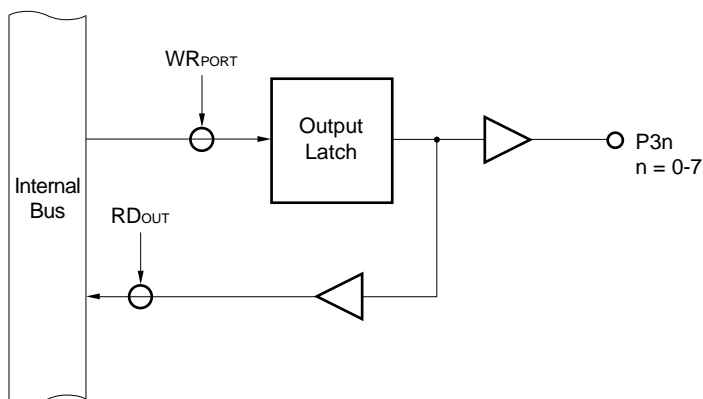 WRPORT
Output
Latch
P3n
n = 0-7
Internal
Bus
RDOUT